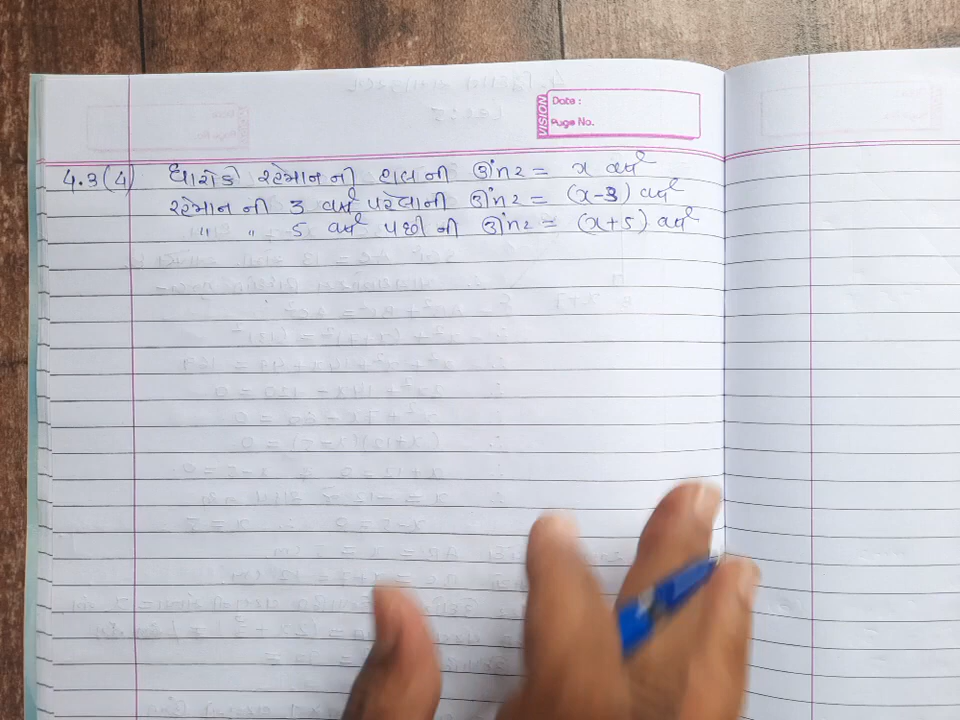 VISION
Date :
Page No.
4.3(4) ધારોકે રહેમાન ની હાલ ની ઉંમર = x વર્ષ
રહેમાન ની 3 વર્ષ પહેલાની ઉંમર = (x-3) વર્ષ
" " 5 વર્ષ પછી ની ઉંમર = (x+5) વર્ષ